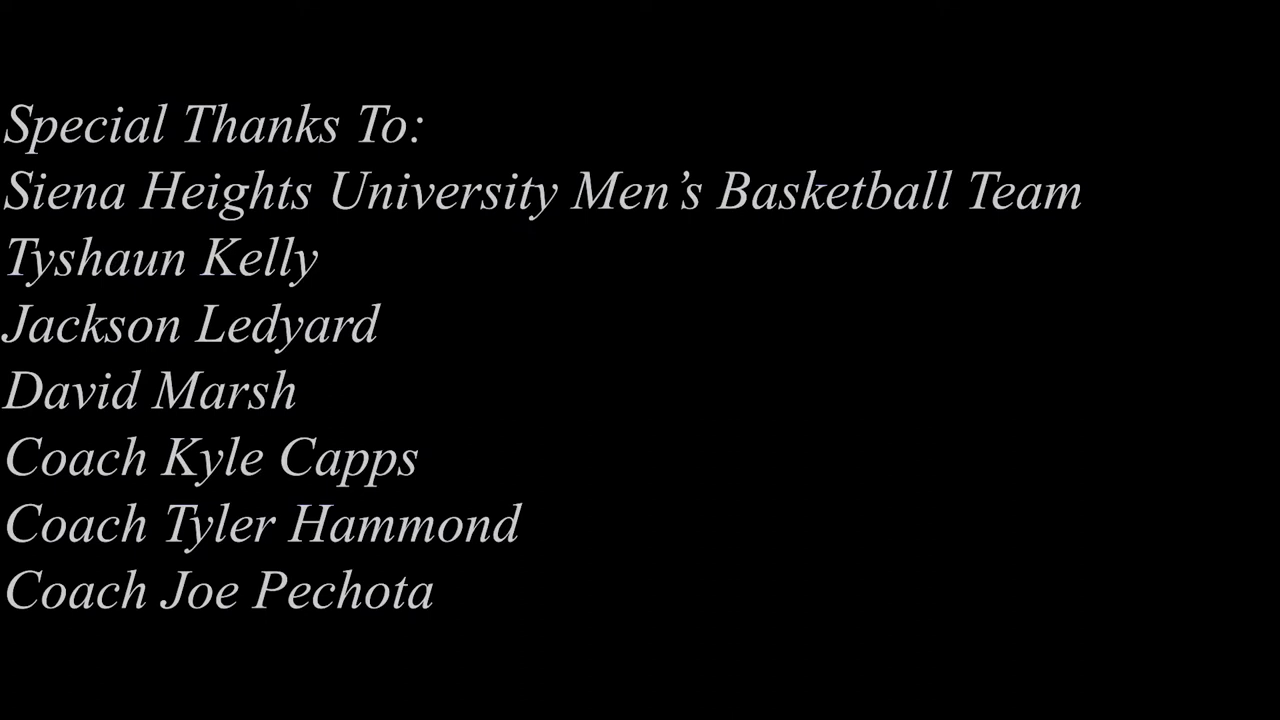 Special Thanks To:
Siena Heights University Men’s Basketball Team
Tyshaun Kelly
Jackson Ledyard
David Marsh
Coach Kyle Capps
Coach Tyler Hammond
Coach Joe Pechota